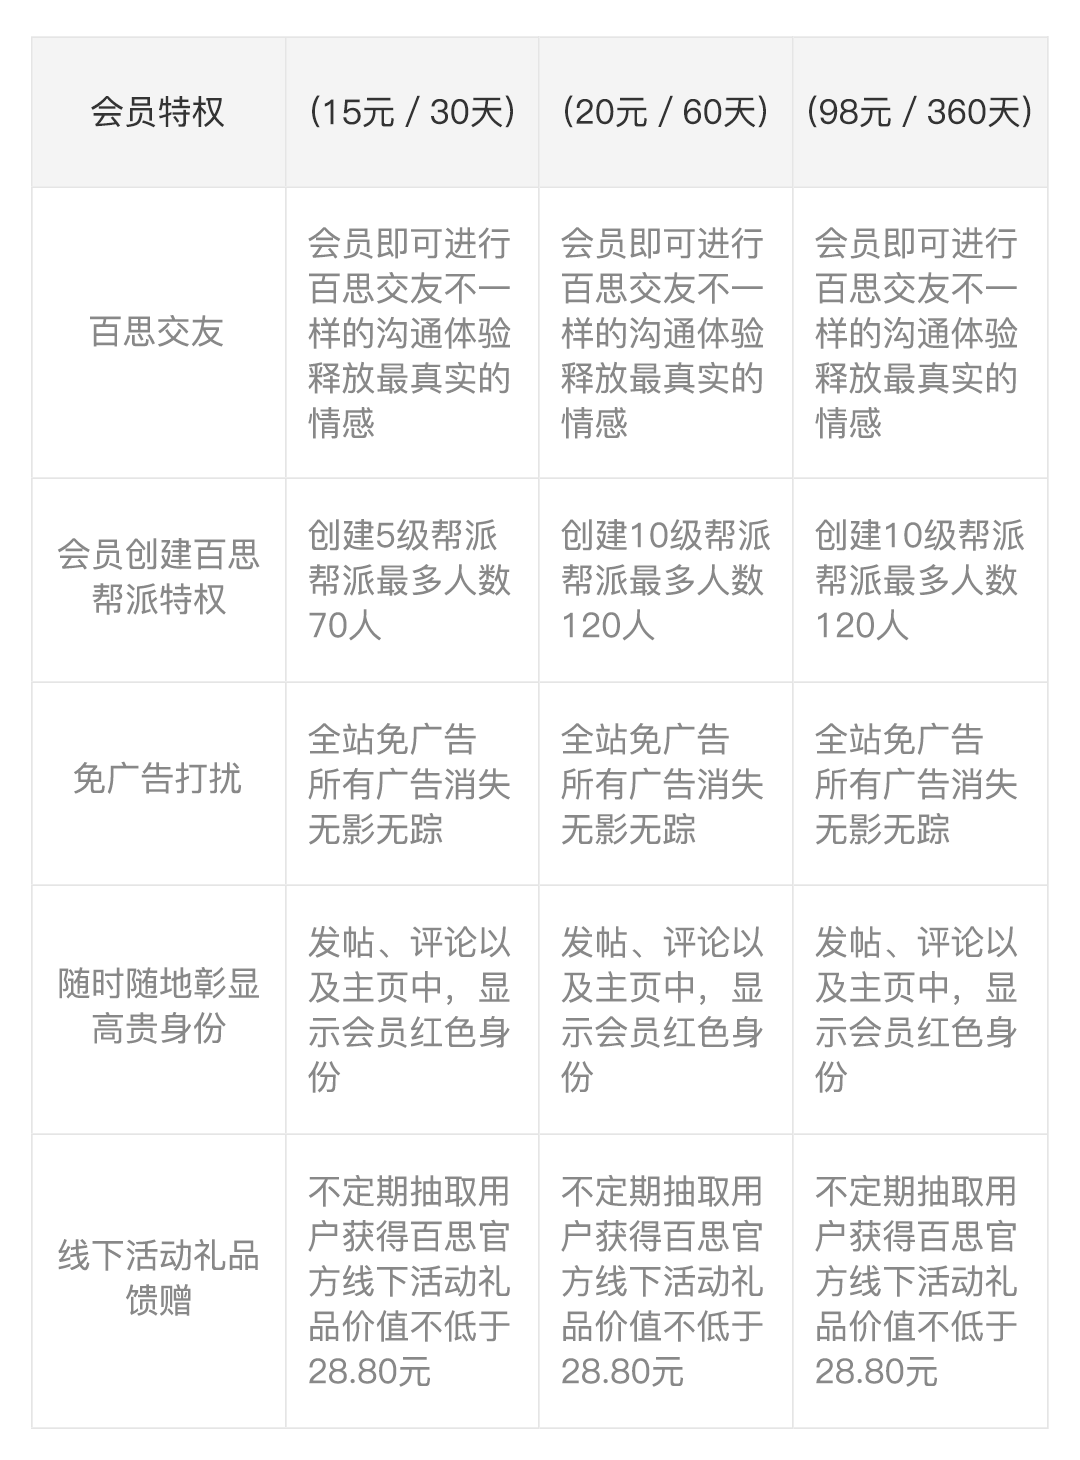 会员特权
(15元 / 30天)
(20元 / 60天)
(98元 / 360天)
百思交友
会员即可进行
百思交友不一
样的沟通体验
释放最真实的
情感
会员即可进行
百思交友不一
样的沟通体验
释放最真实的
情感
会员即可进行
百思交友不一
样的沟通体验
释放最真实的
情感
会员创建百思
帮派特权
创建5级帮派
帮派最多人数
70人
创建10级帮派
帮派最多人数
120人
创建10级帮派
帮派最多人数
120人
免广告打扰
全站免广告
所有广告消失
无影无踪
全站免广告
所有广告消失
无影无踪
全站免广告
所有广告消失
无影无踪
随时随地彰显
高贵身份
发帖、评论以
及主页中，显
示会员红色身
份
发帖、评论以
及主页中，显
示会员红色身
份
发帖、评论以
及主页中，显
示会员红色身
份
线下活动礼品
馈赠
不定期抽取用
户获得百思官
方线下活动礼
品价值不低于
28.80元
不定期抽取用
户获得百思官
方线下活动礼
品价值不低于
28.80元
不定期抽取用
户获得百思官
方线下活动礼
品价值不低于
28.80元